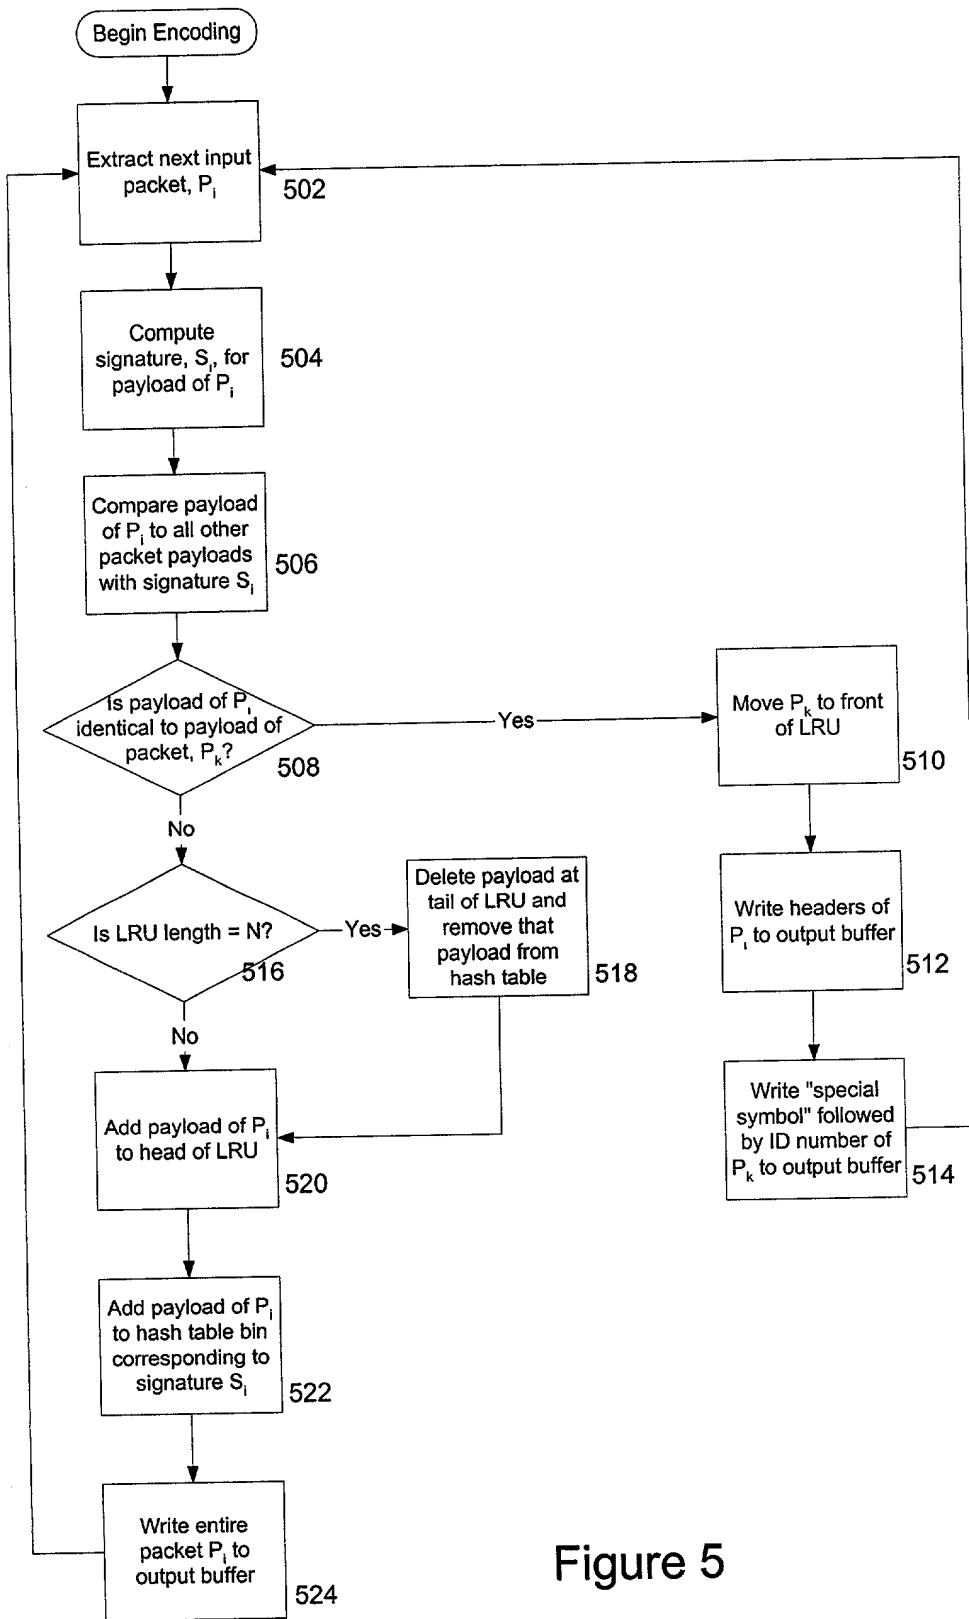 Begin Encoding
Extract next input
packet, Pi
502
Compute
signature, Si, for
payload of Pi
504
Compare payload
of Pi to all other
packet payloads
with signature Si
506
Is payload of Pi
identical to payload of
packet, Pk?
508
Yes
Move Pk to front
of LRU
510
No
Is LRU length = N?
516
Yes
Delete payload at
tail of LRU and
remove that
payload from
hash table
518
Write headers of
Pi to output buffer
512
No
Add payload of Pi
to head of LRU
520
Write "special
symbol" followed
by ID number of
Pk to output buffer
514
Add payload of Pi
to hash table bin
corresponding to
signature Si
522
Write entire
packet Pi to
output buffer
524
Figure 5